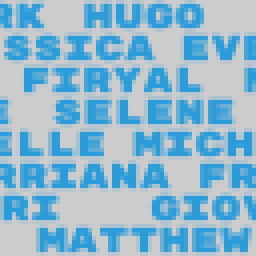 RK HUGO
SSICA EVE
FIRYAL
E SELENE
ELLE MICH
RRIANA FR
RI GIOV
MATTHEW